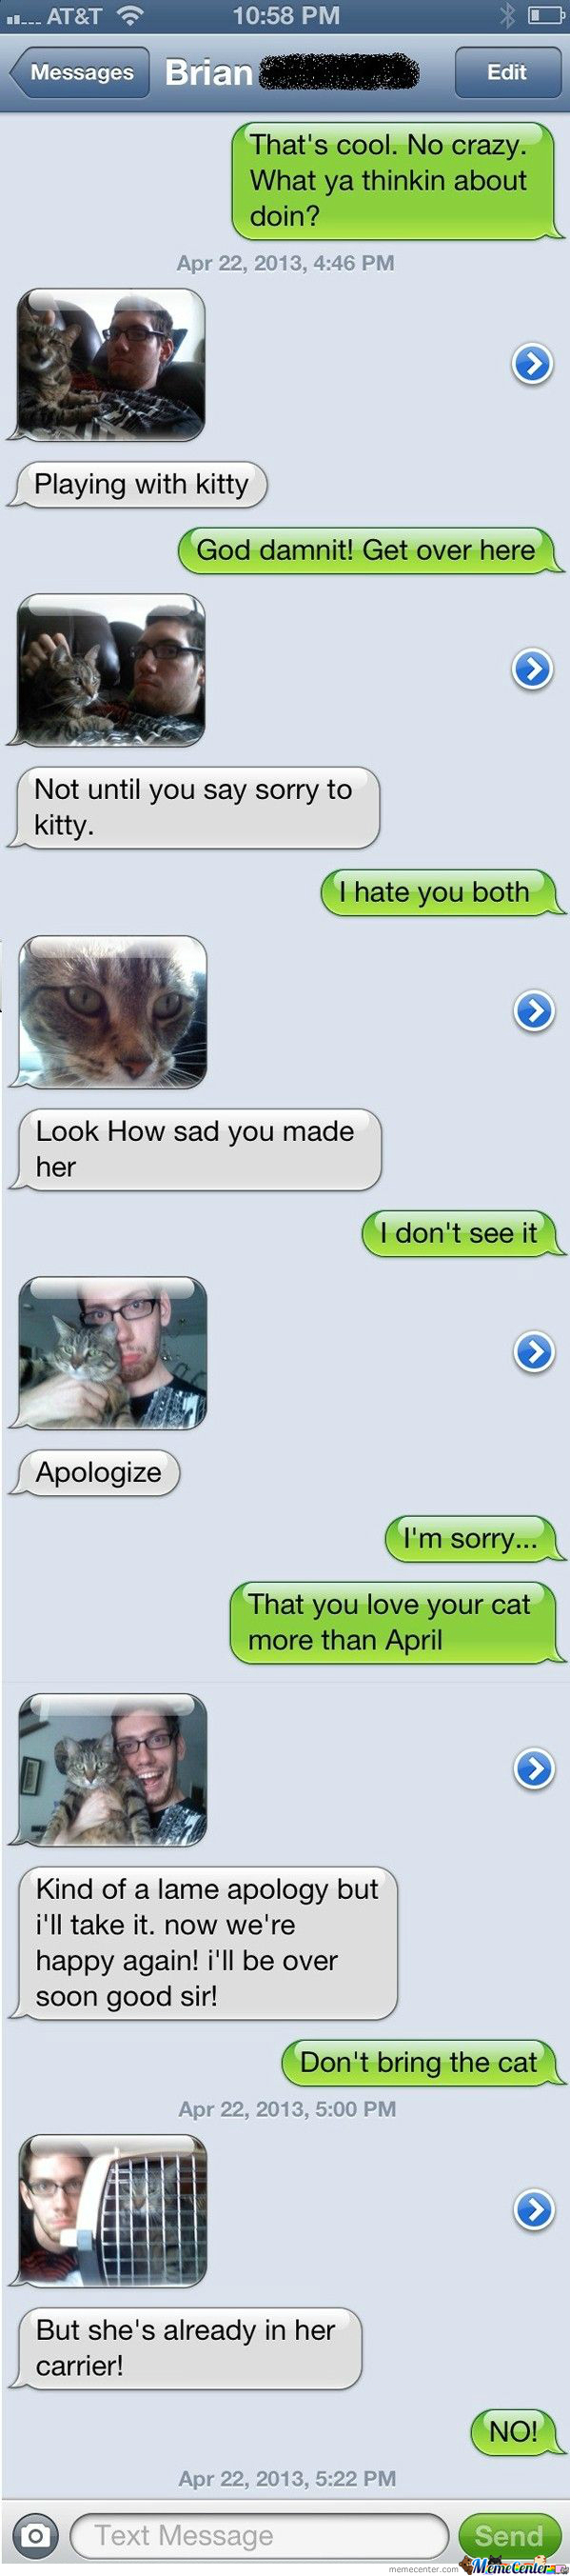 AT&T 10:58 PM
Messages Brian Edit
That's cool. No crazy.
What ya thinkin about
doin?
Apr 22, 2013, 4:46 PM
Playing with kitty
God damnit! Get over here
Not until you say sorry to
kitty.
I hate you both
Look How sad you made
her
I don't see it
Apologize
I'm sorry...
That you love your cat
more than April
Kind of a lame apology but
i'll take it. now we're
happy again! i'll be over
soon good sir!
Don't bring the cat
Apr 22, 2013, 5:00 PM
But she's already in her
carrier!
NO!
Apr 22, 2013, 5:22 PM
Text Message Send
memecenter.com MemeCenter